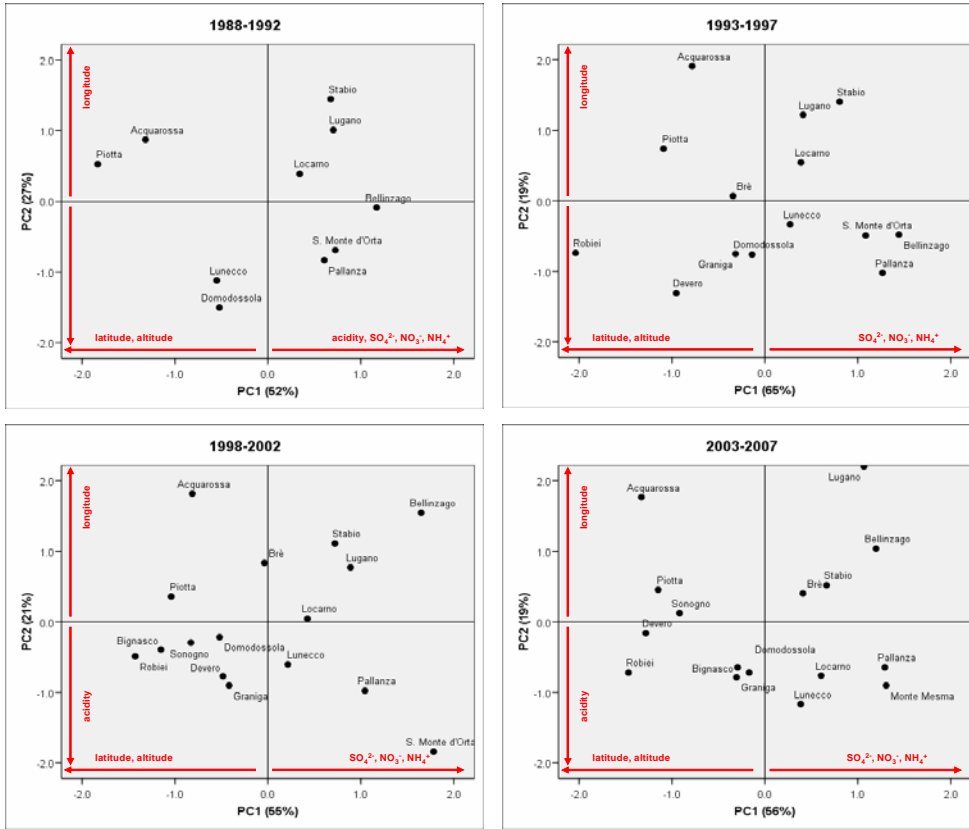 1988-1992
2.0
1.0
0.0
-1.0
-2.0
PC2 (27%)
longitude
Stabio
Lugano
Acquarossa
Piotta
Locarno
Bellinzago
S. Monte d'Orta
Pallanza
Lunecco
Domodossola
latitude, altitude
acidity, SO₄²⁻, NO₃⁻, NH₄⁺
-2.0 -1.0 0.0 1.0 2.0
PC1 (52%)
1993-1997
2.0
1.0
0.0
-1.0
-2.0
PC2 (19%)
longitude
Acquarossa
Stabio
Lugano
Piotta
Locarno
Brè
Lunecco
S. Monte d'Orta
Robiei
Domodossola
Bellinzago
Graniga
Pallanza
Devero
latitude, altitude
SO₄²⁻, NO₃⁻, NH₄⁺
-2.0 -1.0 0.0 1.0 2.0
PC1 (65%)
1998-2002
2.0
1.0
0.0
-1.0
-2.0
PC2 (21%)
longitude
acidity
Acquarossa
Bellinzago
Stabio
Brè
Lugano
Piotta
Locarno
Bignasco
Sonogno
Domodossola
Robiei
Devero
Lunecco
Graniga
Pallanza
S. Monte d'Orta
latitude, altitude
SO₄²⁻, NO₃⁻, NH₄⁺
-2.0 -1.0 0.0 1.0 2.0
PC1 (55%)
2003-2007
2.0
1.0
0.0
-1.0
-2.0
PC2 (19%)
longitude
acidity
Lugano
Acquarossa
Bellinzago
Piotta
Brè
Stabio
Sonogno
Devero
Domodossola
Robiei
Bignasco
Locarno
Pallanza
Graniga
Lunecco
Monte Mesma
latitude, altitude
SO₄²⁻, NO₃⁻, NH₄⁺
-2.0 -1.0 0.0 1.0 2.0
PC1 (56%)